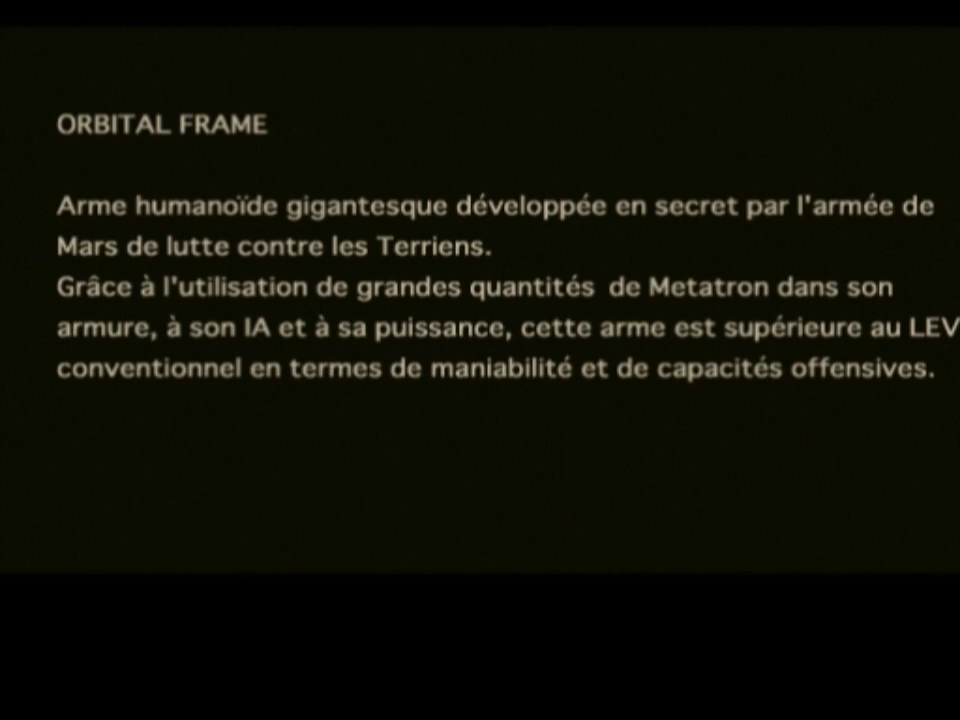 ORBITAL FRAME
Arme humanoïde gigantesque développée en secret par l'armée de
Mars de lutte contre les Terriens.
Grâce à l'utilisation de grandes quantités de Metatron dans son
armure, à son IA et à sa puissance, cette arme est supérieure au LEV
conventionnel en termes de maniabilité et de capacités offensives.